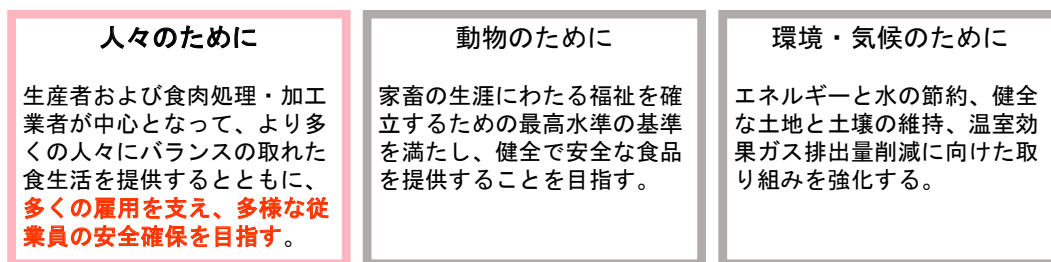 人々のために
生産者および食肉処理・加工
業者が中心となって、より多
くの人々にバランスの取れた
食生活を提供するとともに、
多くの雇用を支え、多様な従
業員の安全確保を目指す。
動物のために
家畜の生涯にわたる福祉を確
立するための最高水準の基準
を満たし、健全で安全な食品
を提供することを目指す。
環境・気候のために
エネルギーと水の節約、健全
な土地と土壌の維持、温室効
果ガス排出量削減に向けた取
り組みを強化する。